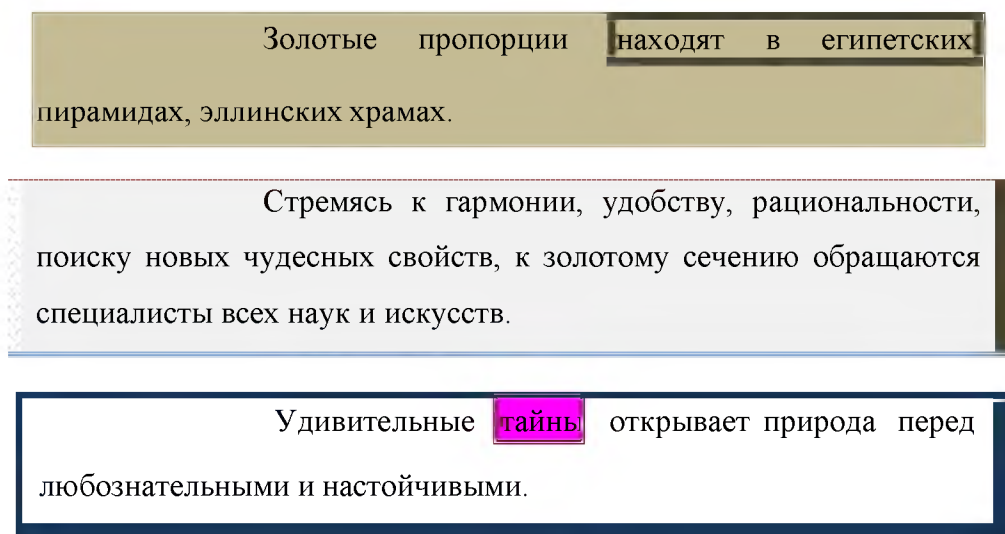 Золотые пропорции находят в египетских
пирамидах, эллинских храмах.
Стремясь к гармонии, удобству, рациональности,
поиску новых чудесных свойств, к золотому сечению обращаются
специалисты всех наук и искусств.
Удивительные тайны открывает природа перед
любознательными и настойчивыми.